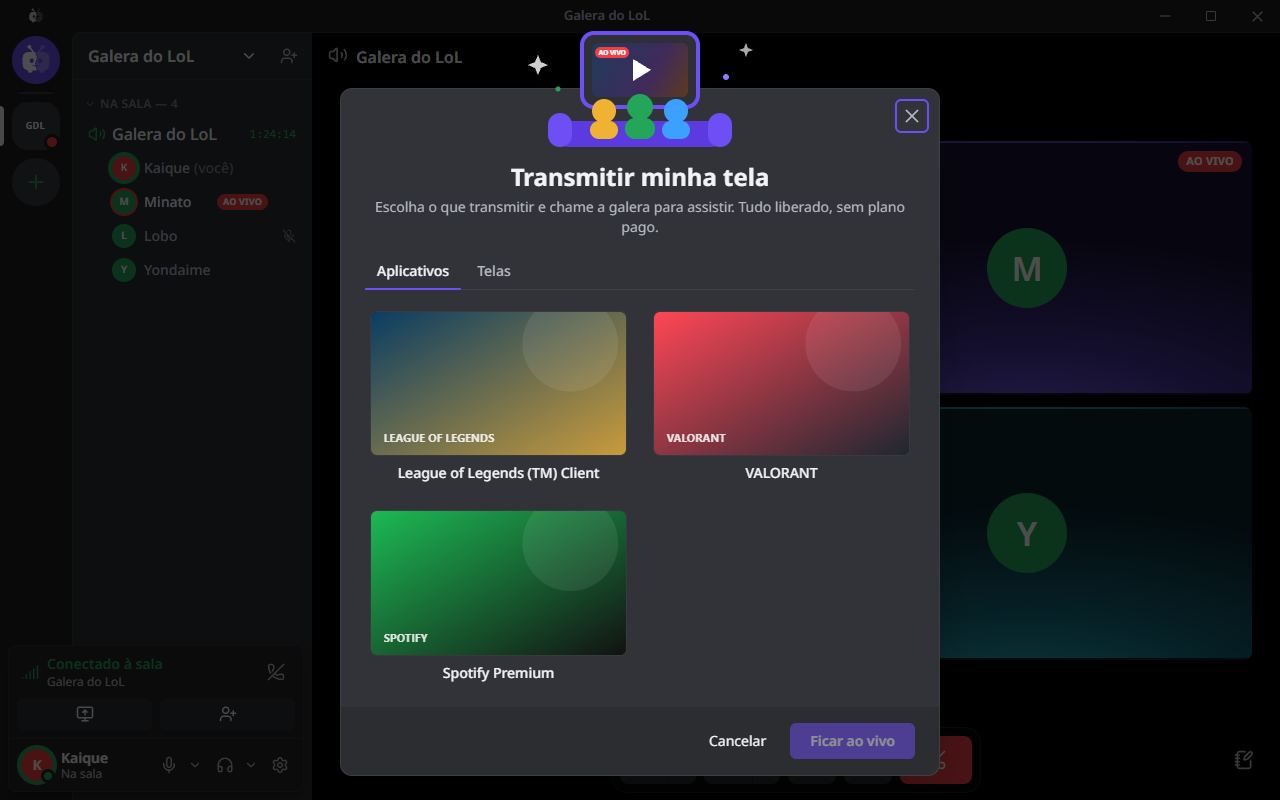 Galera do LoL
Galera do LoL
Galera do LoL
AO VIVO
GDL
NA SALA — 4
Galera do LoL
1:24:14
K
Kaique (você)
M
Minato
AO VIVO
L
Lobo
Y
Yondaime
Transmitir minha tela
Escolha o que transmitir e chame a galera para assistir. Tudo liberado, sem plano
pago.
Aplicativos
Telas
LEAGUE OF LEGENDS
League of Legends (TM) Client
VALORANT
VALORANT
SPOTIFY
Spotify Premium
Cancelar
Ficar ao vivo
AO VIVO
M
Y
Conectado à sala
Galera do LoL
K
Kaique
Na sala